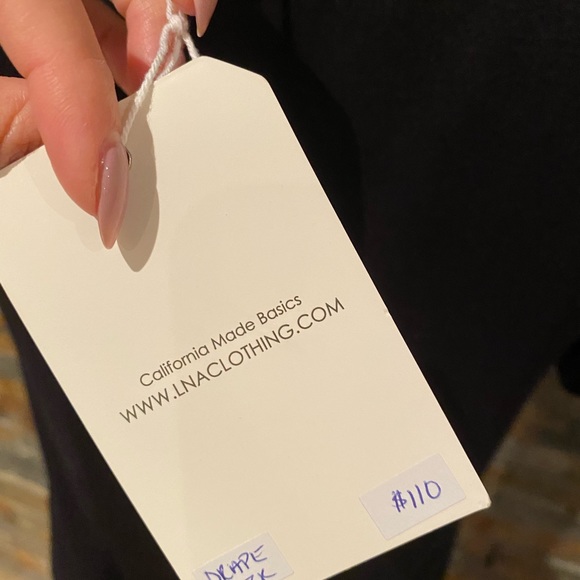 California Made Basics
WWW.LNACLOTHING.COM
$110
DRAPE